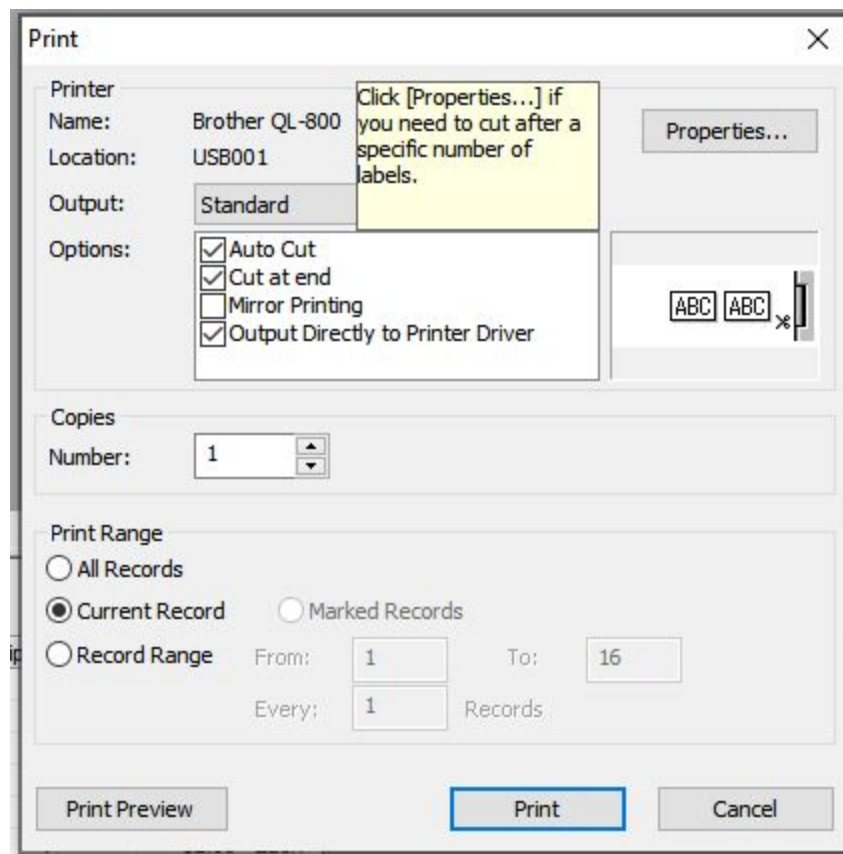 Print
Printer
Name: Brother QL-800
Location: USB001
Click [Properties...] if
you need to cut after a
specific number of
labels.
Properties...
Output: Standard
Options:
Auto Cut
Cut at end
Mirror Printing
Output Directly to Printer Driver
ABC ABC
Copies
Number: 1
Print Range
All Records
Current Record Marked Records
Record Range From: 1 To: 16
Every: 1 Records
Print Preview Print Cancel